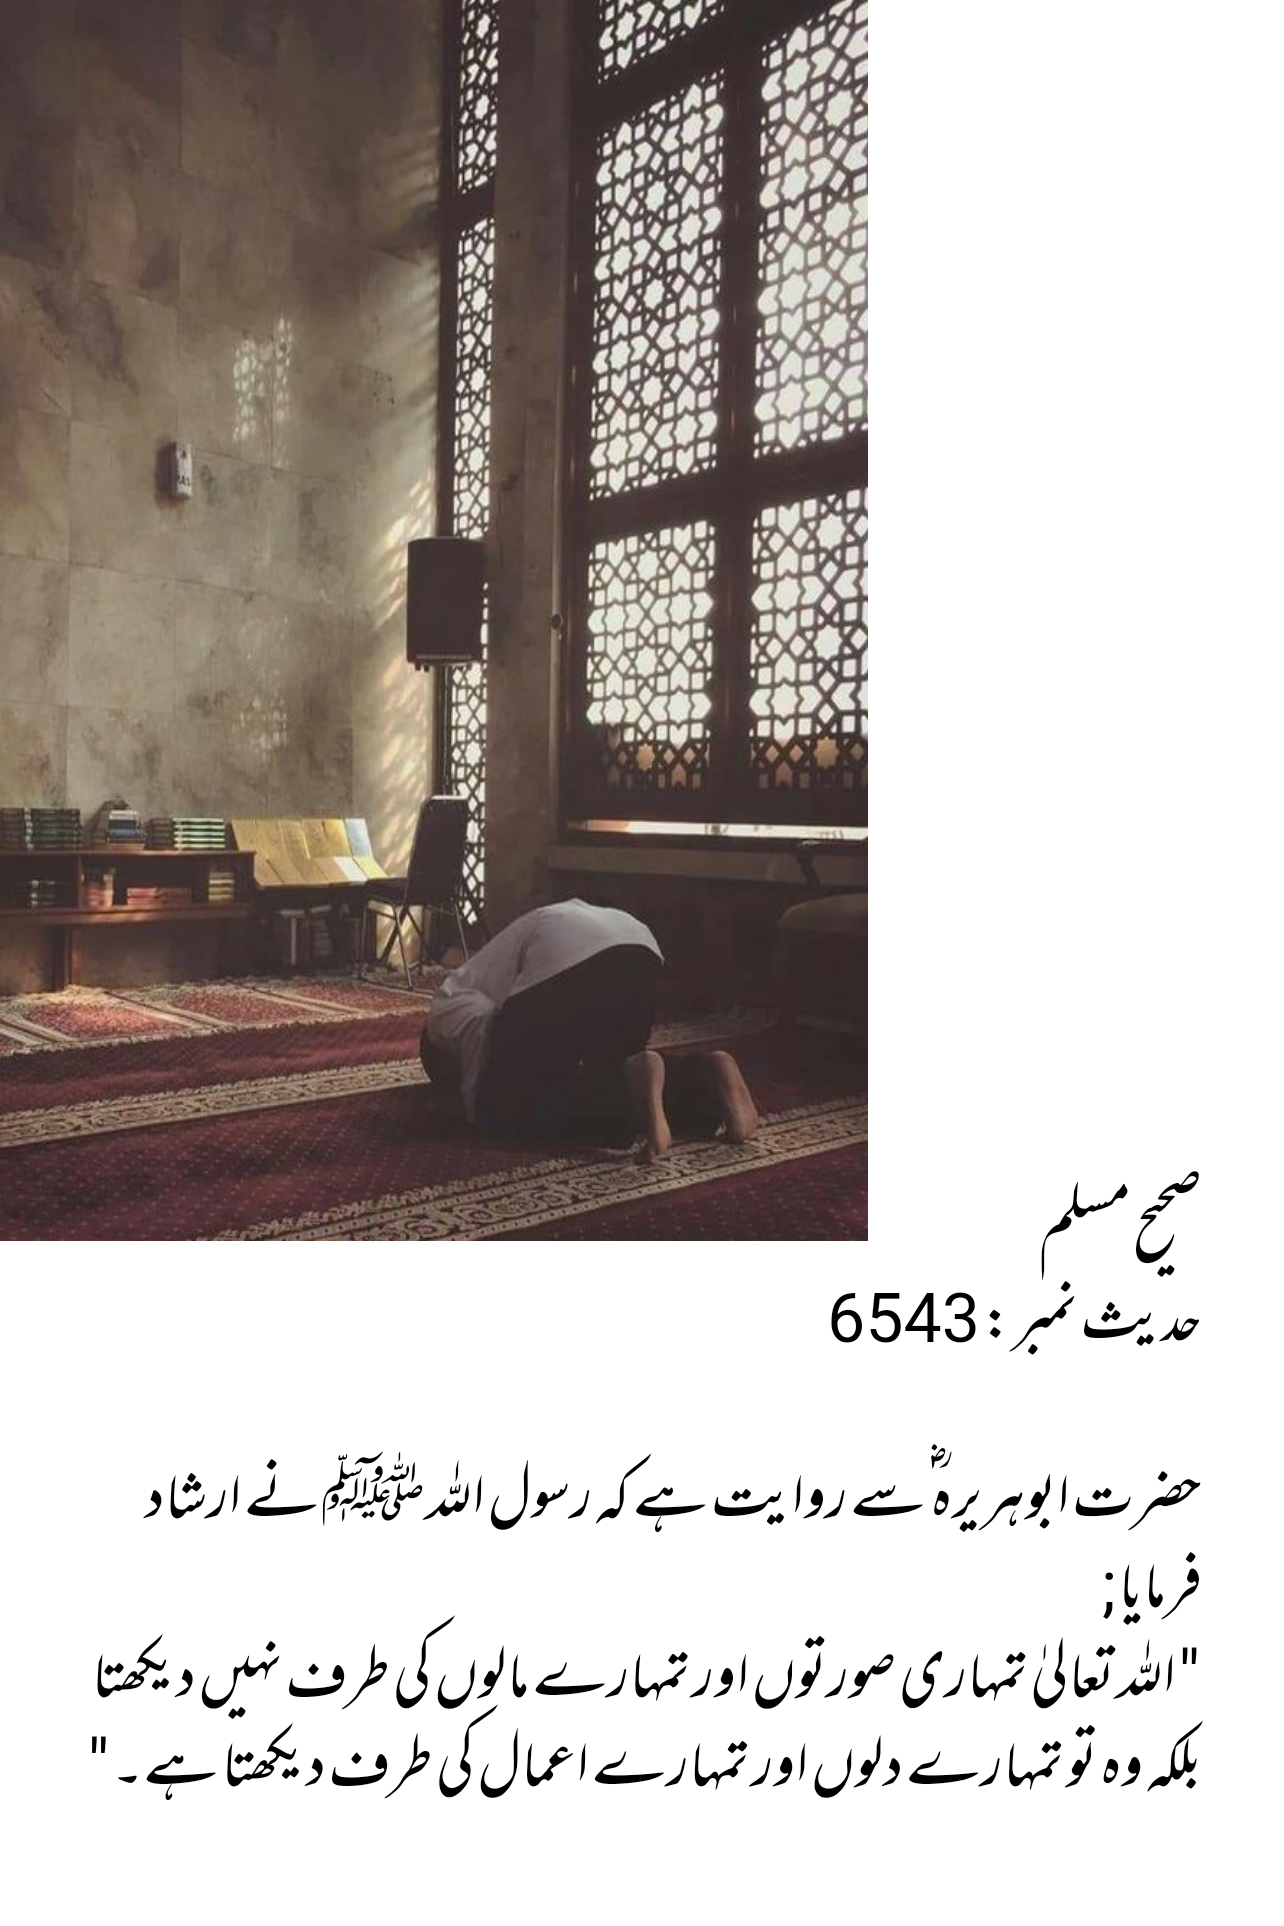 صحیح مسلم
حدیث نمبر : 6543
حضرت ابوہریرہؓ سے روایت ہے کہ رسول اللہ ﷺ نے ارشاد
فرمایا;
"اللہ تعالیٰ تمہاری صورتوں اور تمہارے مالوں کی طرف نہیں دیکھتا
بلکہ وہ تو تمہارے دلوں اور تمہارے اعمال کی طرف دیکھتا ہے۔"